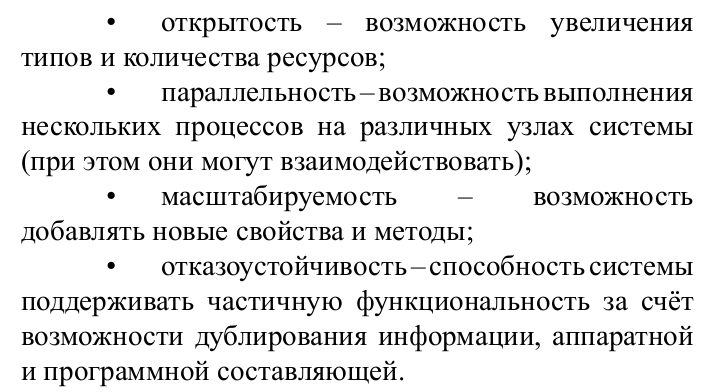 • открытость – возможность увеличения
типов и количества ресурсов;
• параллельность – возможность выполнения
нескольких процессов на различных узлах системы
(при этом они могут взаимодействовать);
• масштабируемость – возможность
добавлять новые свойства и методы;
• отказоустойчивость – способность системы
поддерживать частичную функциональность за счёт
возможности дублирования информации, аппаратной
и программной составляющей.